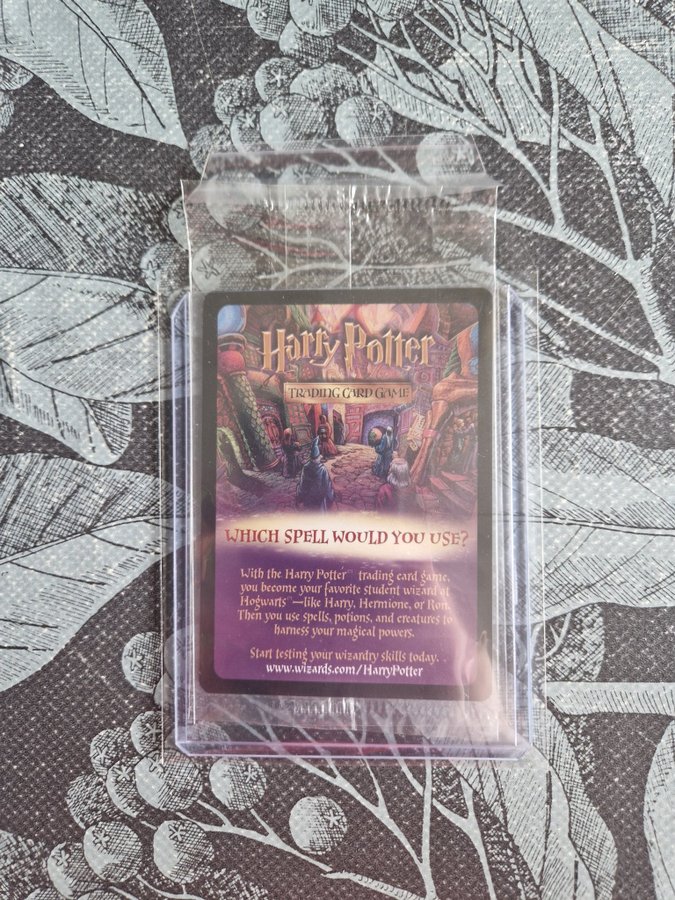 Harry Potter
TRADING CARD GAME
WHICH SPELL WOULD YOU USE?
With the Harry Potter™ trading card game,
you become your favorite student wizard at
Hogwarts™—like Harry, Hermione, or Ron.
Then you use spells, potions, and creatures to
harness your magical powers.
Start testing your wizardry skills today.
www.wizards.com/HarryPotter